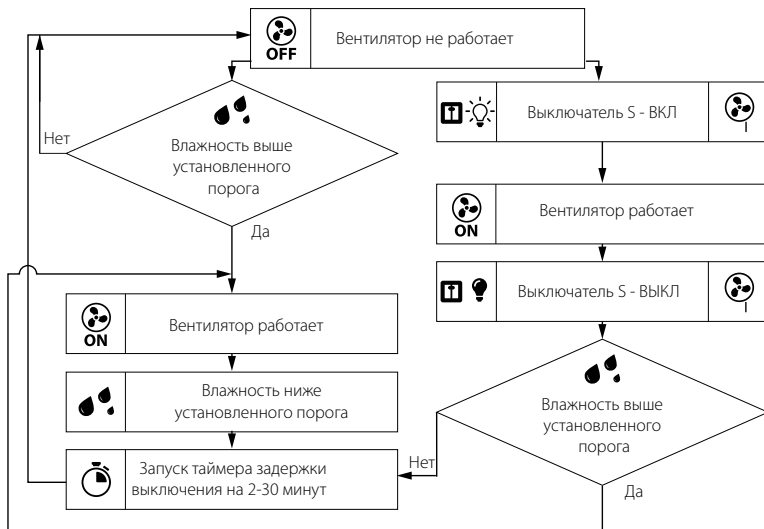 OFF
Вентилятор не работает
Нет
Влажность выше
установленного
порога
Да
Выключатель S - ВКЛ
I
ON
Вентилятор работает
Выключатель S - ВЫКЛ
I
ON
Вентилятор работает
Влажность ниже
установленного порога
Запуск таймера задержки
выключения на 2-30 минут
Влажность выше
установленного
порога
Нет
Да